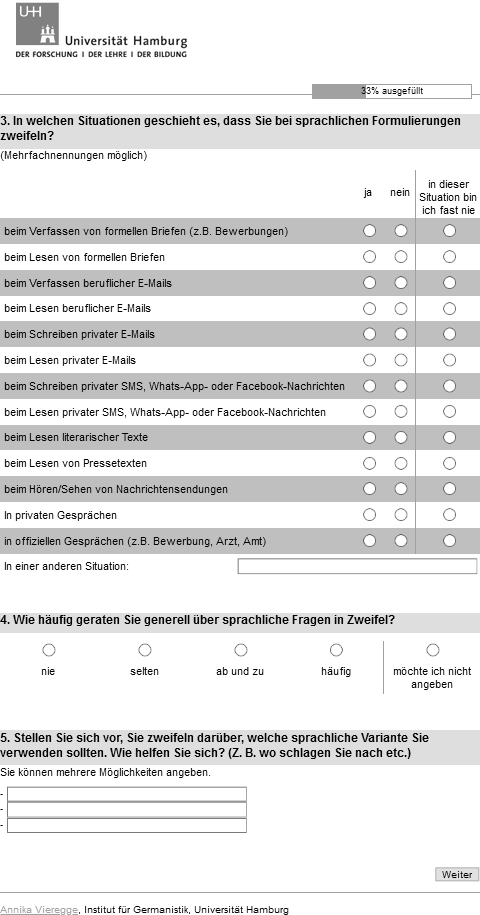 UH
Universität Hamburg
DER FORSCHUNG | DER LEHRE | DER BILDUNG
33% ausgefüllt
3. In welchen Situationen geschieht es, dass Sie bei sprachlichen Formulierungen
zweifeln?
(Mehrfachnennungen möglich)
ja nein in dieser
Situation bin
ich fast nie
beim Verfassen von formellen Briefen (z.B. Bewerbungen)
beim Lesen von formellen Briefen
beim Verfassen beruflicher E-Mails
beim Lesen beruflicher E-Mails
beim Schreiben privater E-Mails
beim Lesen privater E-Mails
beim Schreiben privater SMS, Whats-App- oder Facebook-Nachrichten
beim Lesen privater SMS, Whats-App- oder Facebook-Nachrichten
beim Lesen literarischer Texte
beim Lesen von Pressetexten
beim Hören/Sehen von Nachrichtensendungen
In privaten Gesprächen
in offiziellen Gesprächen (z.B. Bewerbung, Arzt, Amt)
In einer anderen Situation:
4. Wie häufig geraten Sie generell über sprachliche Fragen in Zweifel?
nie selten ab und zu häufig möchte ich nicht
angeben
5. Stellen Sie sich vor, Sie zweifeln darüber, welche sprachliche Variante Sie
verwenden sollten. Wie helfen Sie sich? (Z. B. wo schlagen Sie nach etc.)
Sie können mehrere Möglichkeiten angeben.
-
-
-
Weiter
Annika Vieregge, Institut für Germanistik, Universität Hamburg